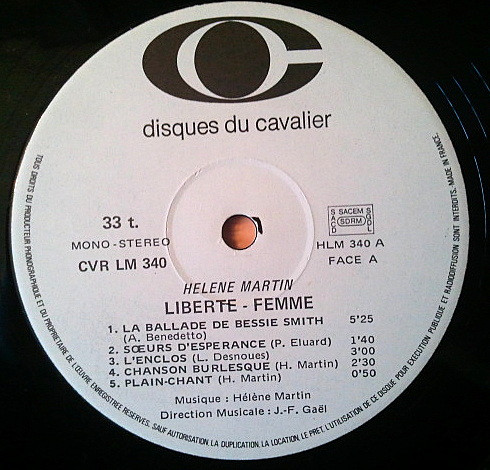 disques du cavalier
33 t.
MONO - STEREO
CVR LM 340
SACEM
SACD
SDRM
SGDL
HLM 340 A
FACE A
HELENE MARTIN
LIBERTE - FEMME
1. LA BALLADE DE BESSIE SMITH 5'25
(A. Benedetto)
2. SŒURS D'ESPERANCE (P. Eluard) 1'40
3. L'ENCLOS (L. Desnoues) 3'00
4. CHANSON BURLESQUE (H. Martin) 2'30
5. PLAIN-CHANT (H. Martin) 0'50
Musique : Hélène Martin
Direction Musicale : J.-F. Gaël
TOUS DROITS DU PRODUCTEUR PHONOGRAPHIQUE ET DU PROPRIETAIRE DE L'ŒUVRE ENREGISTREE RESERVES. SAUF AUTORISATION, LA DUPLICATION, LA LOCATION, LE PRET, L'UTILISATION DE CE DISQUE POUR EXECUTION PUBLIQUE ET RADIODIFFUSION SONT INTERDITS. MADE IN FRANCE.